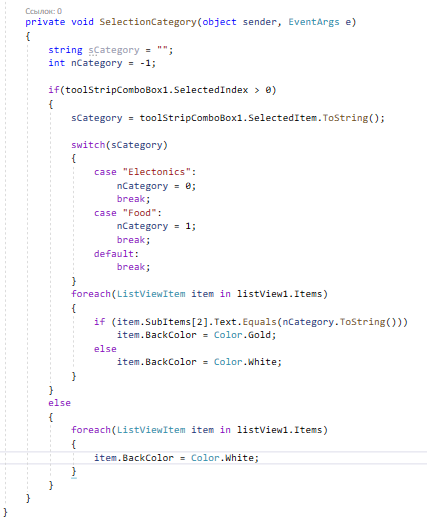 Ссылок: 0
private void SelectionCategory(object sender, EventArgs e)
{
string sCategory = "";
int nCategory = -1;
if(toolStripComboBox1.SelectedIndex > 0)
{
sCategory = toolStripComboBox1.SelectedItem.ToString();
switch(sCategory)
{
case "Electonics":
nCategory = 0;
break;
case "Food":
nCategory = 1;
break;
default:
break;
}
foreach(ListViewItem item in listView1.Items)
{
if (item.SubItems[2].Text.Equals(nCategory.ToString()))
item.BackColor = Color.Gold;
else
item.BackColor = Color.White;
}
}
else
{
foreach(ListViewItem item in listView1.Items)
{
item.BackColor = Color.White;
}
}
}
}